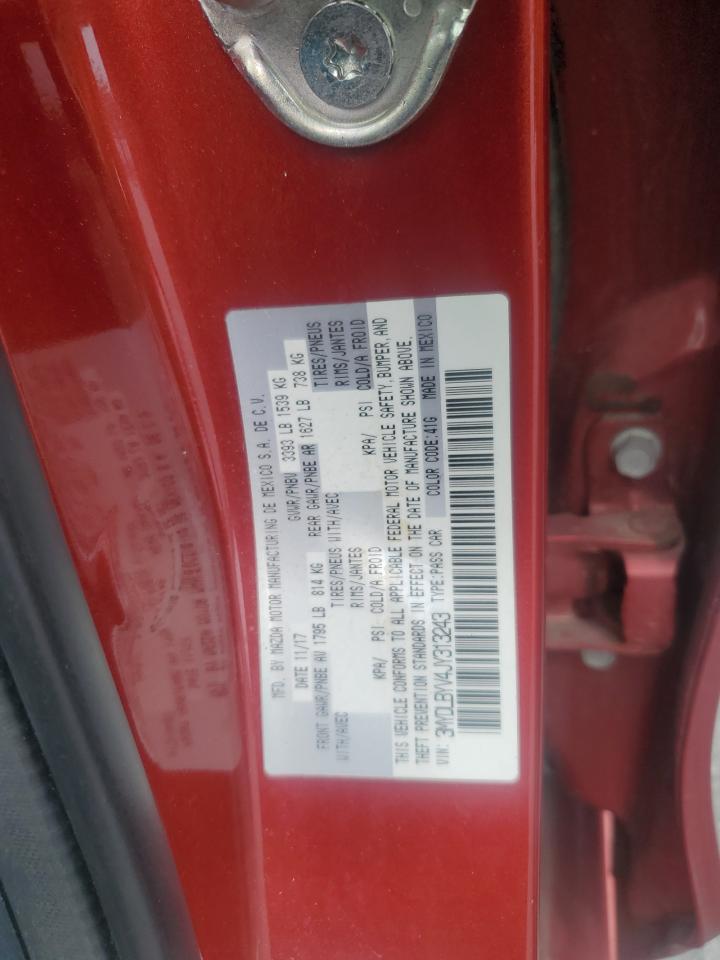 MFD. BY MAZDA MOTOR MANUFACTURING DE MEXICO S.A. DE C.V.
DATE 11/17 GVWR/PNBV 3393 LB 1539 KG
FRONT GAWR/PNBE AV 1795 LB 814 KG REAR GAWR/PNBE AR 1627 LB 738 KG
WITH/AVEC TIRES/PNEUS WITH/AVEC TIRES/PNEUS
RIMS/JANTES RIMS/JANTES
KPA/ PSI COLD/A FROID KPA/ PSI COLD/A FROID
THIS VEHICLE CONFORMS TO ALL APPLICABLE FEDERAL MOTOR VEHICLE SAFETY, BUMPER, AND
THEFT PREVENTION STANDARDS IN EFFECT ON THE DATE OF MANUFACTURE SHOWN ABOVE.
VIN: 3MYDLBYV4JY313243 TYPE:PASS CAR COLOR CODE:41G MADE IN MEXICO